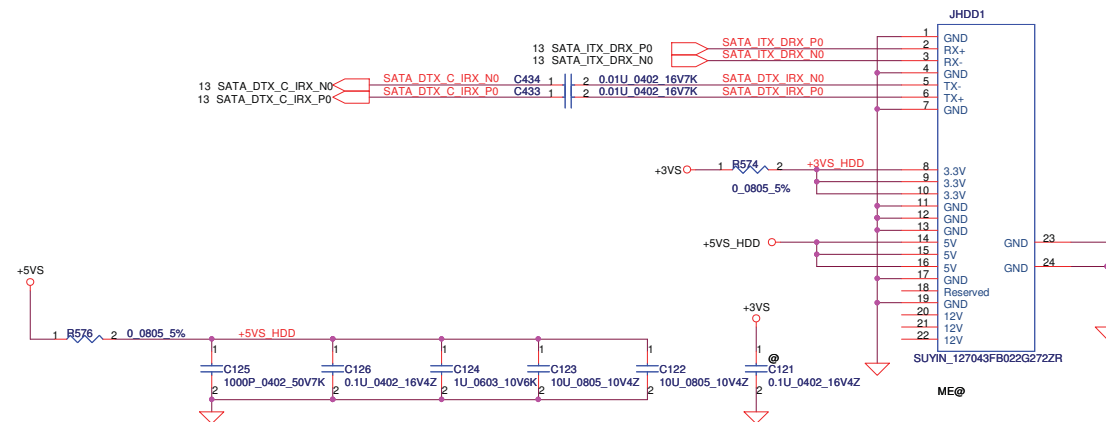 JHDD1
1 GND
13 SATA_ITX_DRX_P0 SATA_ITX_DRX_P0 2 RX+
13 SATA_ITX_DRX_N0 SATA_ITX_DRX_N0 3 RX-
4 GND
13 SATA_DTX_C_IRX_N0 SATA_DTX_C_IRX_N0 C434 1 2 0.01U_0402_16V7K SATA_DTX_IRX_N0 5 TX-
13 SATA_DTX_C_IRX_P0 SATA_DTX_C_IRX_P0 C433 1 2 0.01U_0402_16V7K SATA_DTX_IRX_P0 6 TX+
7 GND
+3VS 1 R574 2 +3VS_HDD 8 3.3V
0_0805_5% 9 3.3V
10 3.3V
11 GND
12 GND
13 GND
+5VS_HDD 14 5V GND 23
15 5V
16 5V GND 24
17 GND
18 Reserved
19 GND
20 12V
21 12V
22 12V
SUYIN_127043FB022G272ZR
ME@
+5VS
1 R576 2 0_0805_5% +5VS_HDD
+3VS
1 1 1 1 1 1
@
C125 C126 C124 C123 C122 C121
1000P_0402_50V7K 0.1U_0402_16V4Z 1U_0603_10V6K 10U_0805_10V4Z 10U_0805_10V4Z 0.1U_0402_16V4Z
2 2 2 2 2 2